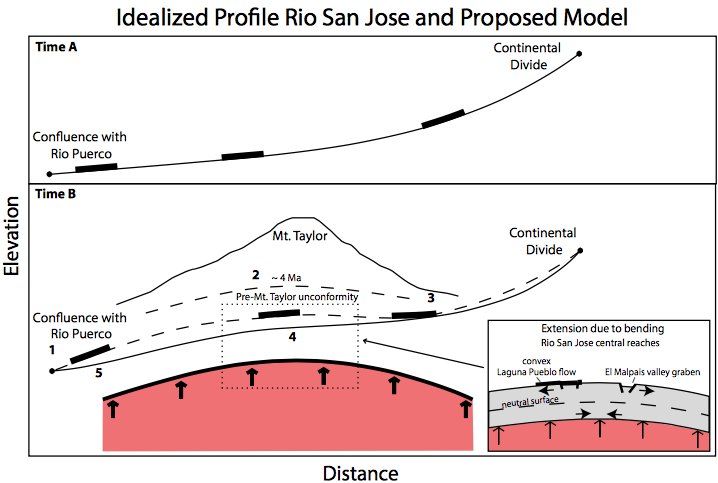 Idealized Profile Rio San Jose and Proposed Model
Time A
Continental
Divide
Confluence with
Rio Puerco
Elevation
Time B
Mt. Taylor
Continental
Divide
2 ~ 4 Ma
Pre-Mt. Taylor unconformity
3
Confluence with
Rio Puerco
1
4
5
Extension due to bending
Rio San Jose central reaches
convex
Laguna Pueblo flow
El Malpais valley graben
neutral surface
Distance